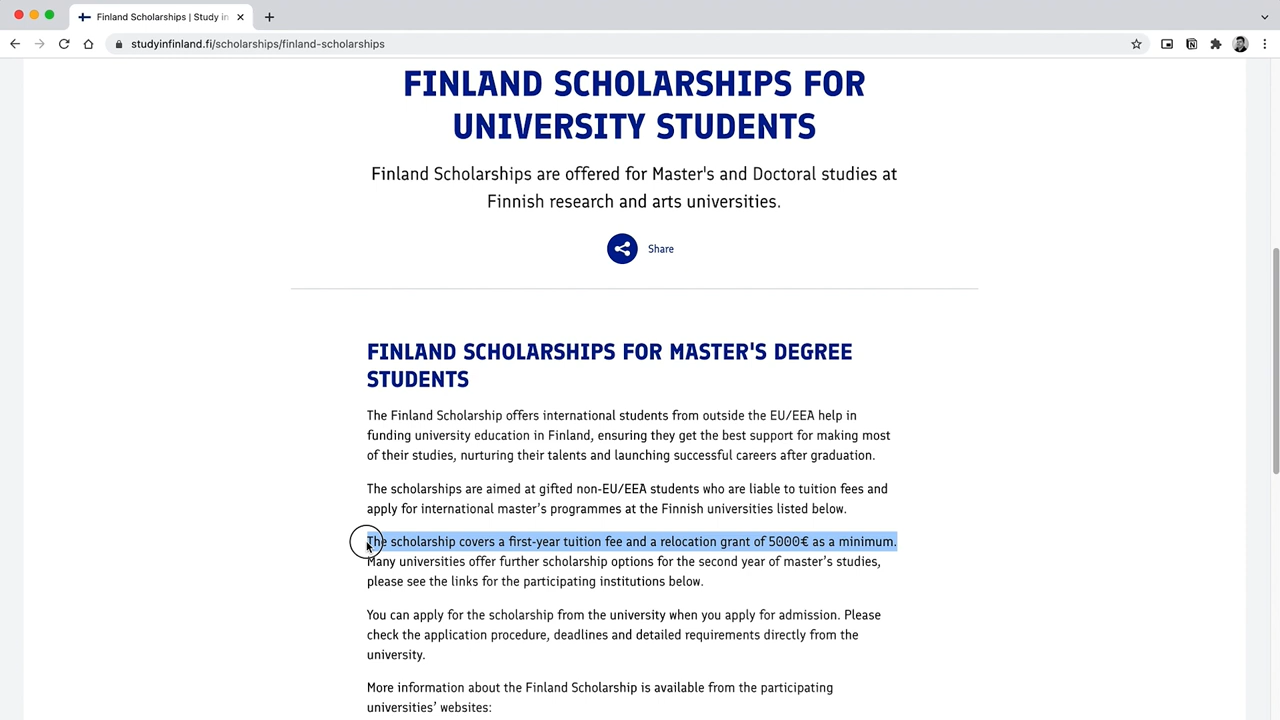 Finland Scholarships | Study in
studyinfinland.fi/scholarships/finland-scholarships
FINLAND SCHOLARSHIPS FOR
UNIVERSITY STUDENTS
Finland Scholarships are offered for Master's and Doctoral studies at
Finnish research and arts universities.
Share
FINLAND SCHOLARSHIPS FOR MASTER'S DEGREE
STUDENTS
The Finland Scholarship offers international students from outside the EU/EEA help in
funding university education in Finland, ensuring they get the best support for making most
of their studies, nurturing their talents and launching successful careers after graduation.
The scholarships are aimed at gifted non-EU/EEA students who are liable to tuition fees and
apply for international master’s programmes at the Finnish universities listed below.
The scholarship covers a first-year tuition fee and a relocation grant of 5000€ as a minimum.
Many universities offer further scholarship options for the second year of master’s studies,
please see the links for the participating institutions below.
You can apply for the scholarship from the university when you apply for admission. Please
check the application procedure, deadlines and detailed requirements directly from the
university.
More information about the Finland Scholarship is available from the participating
universities’ websites: